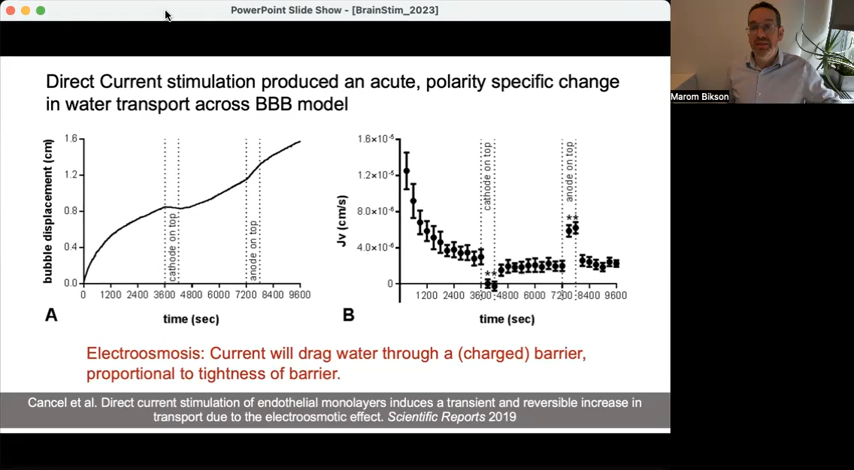 PowerPoint Slide Show - [BrainStim_2023]
Marom Bikson
Direct Current stimulation produced an acute, polarity specific change
in water transport across BBB model
bubble displacement (cm)
1.6
1.2
0.8
0.4
0.0
cathode on top
anode on top
0 1200 2400 3600 4800 6000 7200 8400 9600
time (sec)
A
Jv (cm/s)
1.6×10⁻⁵
1.2×10⁻⁵
8.0×10⁻⁶
4.0×10⁻⁶
0
cathode on top
anode on top
**
**
1200 2400 3600 4800 6000 7200 8400 9600
time (sec)
B
Electroosmosis: Current will drag water through a (charged) barrier,
proportional to tightness of barrier.
Cancel et al. Direct current stimulation of endothelial monolayers induces a transient and reversible increase in
transport due to the electroosmotic effect. Scientific Reports 2019